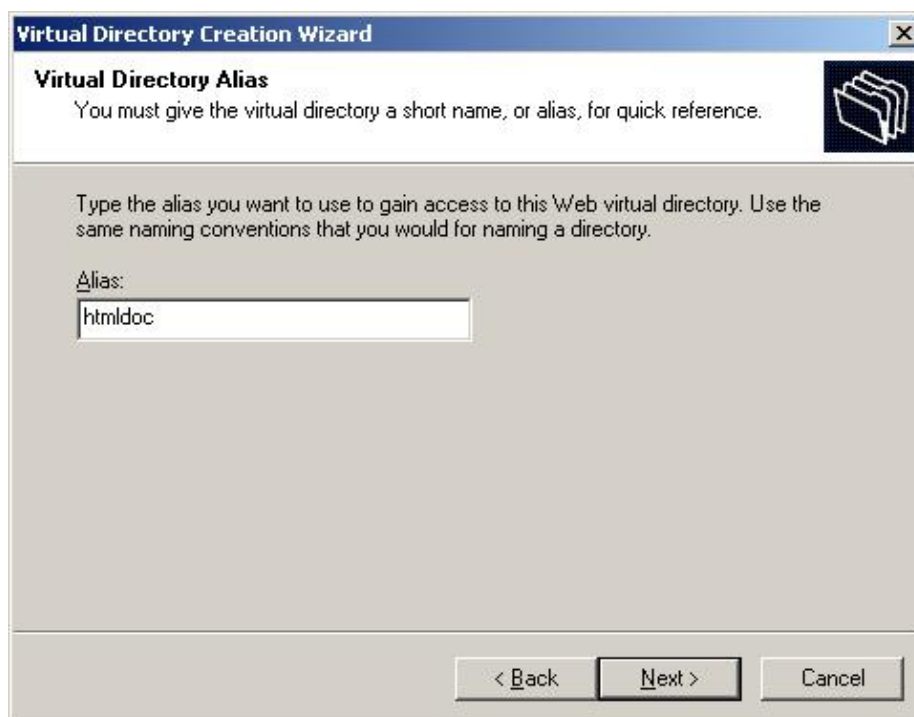 Virtual Directory Creation Wizard
Virtual Directory Alias
You must give the virtual directory a short name, or alias, for quick reference.
Type the alias you want to use to gain access to this Web virtual directory. Use the
same naming conventions that you would for naming a directory.
Alias:
htmldoc
< Back Next > Cancel